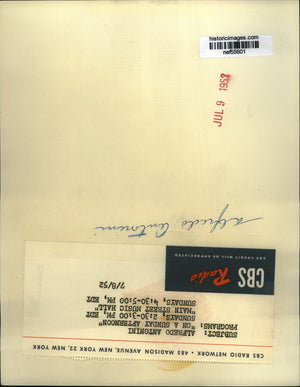 historicimages.com
nef55601
JUL 9 1952
alfredo antonini
CBS Radio
CBS CREDIT WILL BE APPRECIATED
CBS RADIO NETWORK • 485 MADISON AVENUE, NEW YORK 22, NEW YORK
SUBJECT: ALFREDO ANTONINI
PROGRAMS: "ON A SUNDAY AFTERNOON"
SUNDAYS, 2:30-3:00 PM, EDT
"MAIN STREET MUSIC HALL"
SUNDAYS, 4:30-5:00 PM, EDT
7/8/52